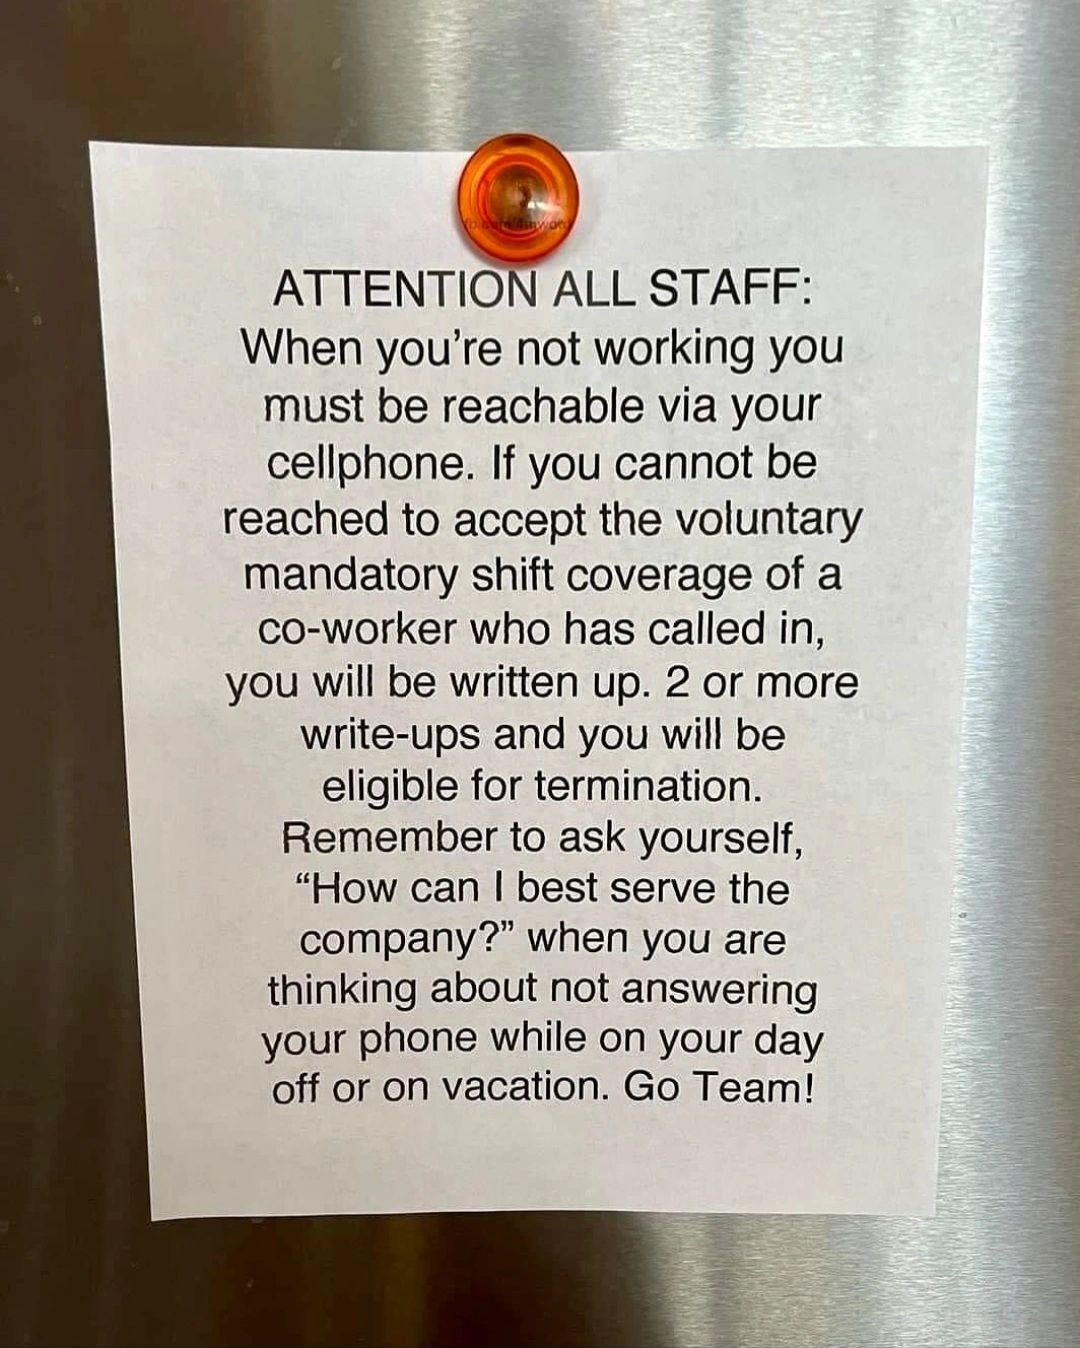 ATTENTION ALL STAFF:
When you're not working you
must be reachable via your
cellphone. If you cannot be
reached to accept the voluntary
mandatory shift coverage of a
co-worker who has called in,
you will be written up. 2 or more
write-ups and you will be
eligible for termination.
Remember to ask yourself,
“How can I best serve the
company?” when you are
thinking about not answering
your phone while on your day
off or on vacation. Go Team!